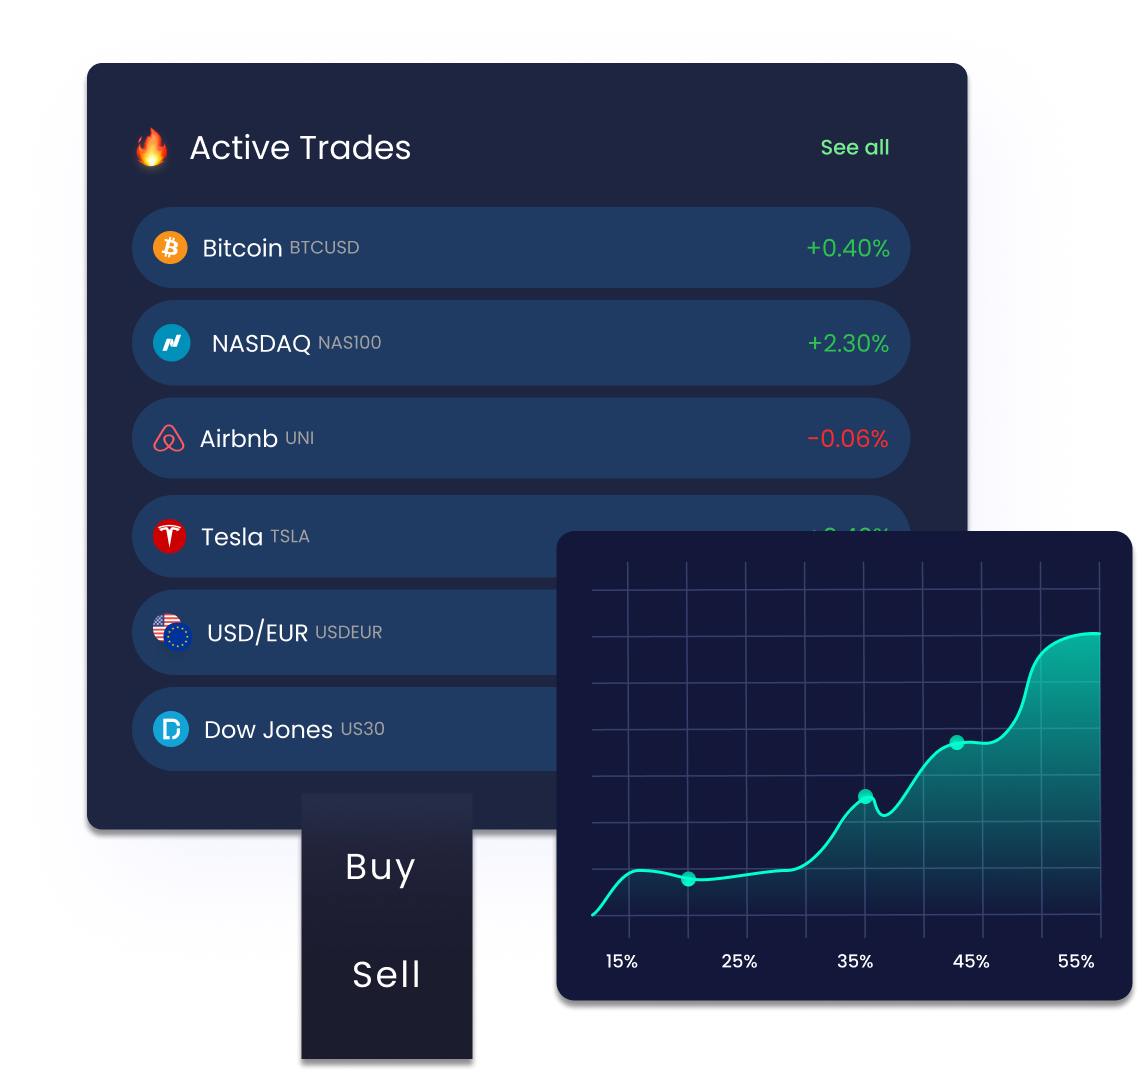 Active Trades See all
Bitcoin BTCUSD +0.40%
NASDAQ NAS100 +2.30%
Airbnb UNI -0.06%
Tesla TSLA
USD/EUR USDEUR
Dow Jones US30
Buy
Sell
15% 25% 35% 45% 55%